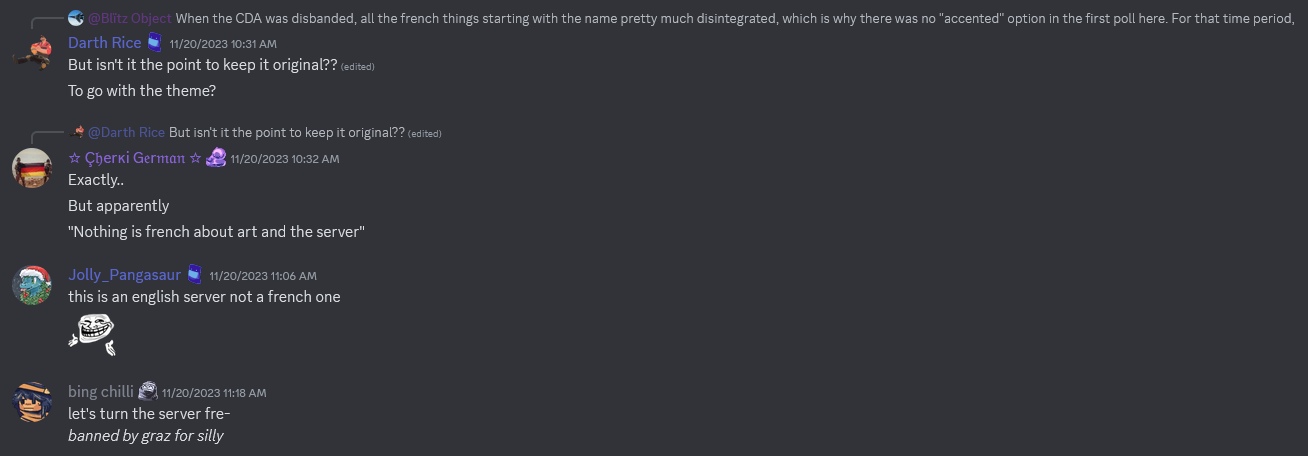 @Blïtz Object When the CDA was disbanded, all the french things starting with the name pretty much disintegrated, which is why there was no "accented" option in the first poll here. For that time period,
Darth Rice 11/20/2023 10:31 AM
But isn't it the point to keep it original?? (edited)
To go with the theme?
@Darth Rice But isn't it the point to keep it original?? (edited)
☆ Çɧerкi Gєrmαn ☆ 11/20/2023 10:32 AM
Exactly..
But apparently
"Nothing is french about art and the server"
Jolly_Pangasaur 11/20/2023 11:06 AM
this is an english server not a french one
bing chilli 11/20/2023 11:18 AM
let's turn the server fre-
banned by graz for silly